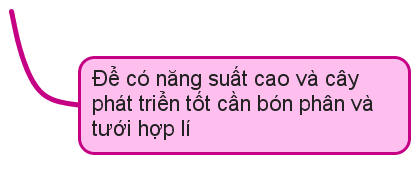 Để có năng suất cao và cây
phát triển tốt cần bón phân và
tưới hợp lí